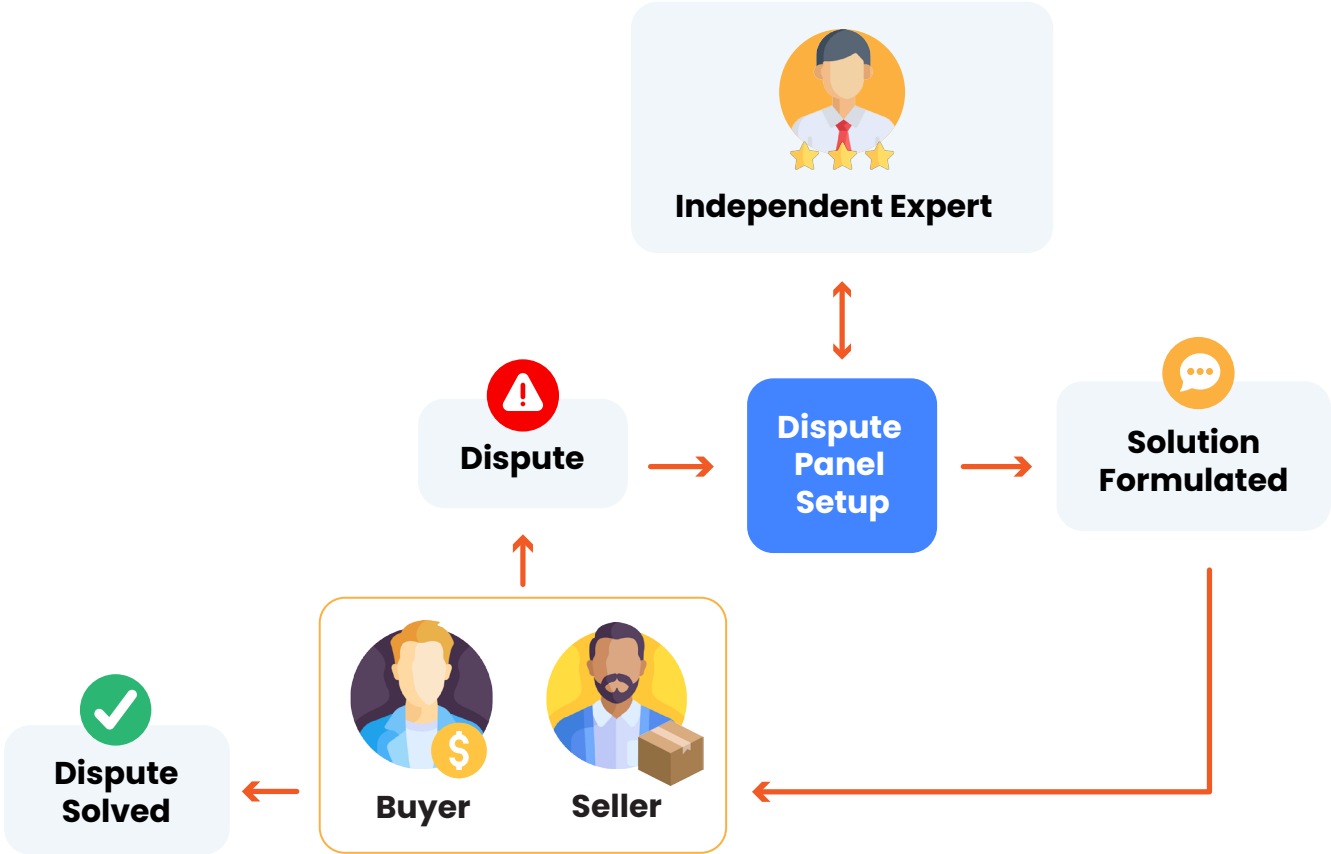 Independent Expert
Dispute
Dispute
Panel
Setup
Solution
Formulated
$
Buyer
Seller
Dispute
Solved